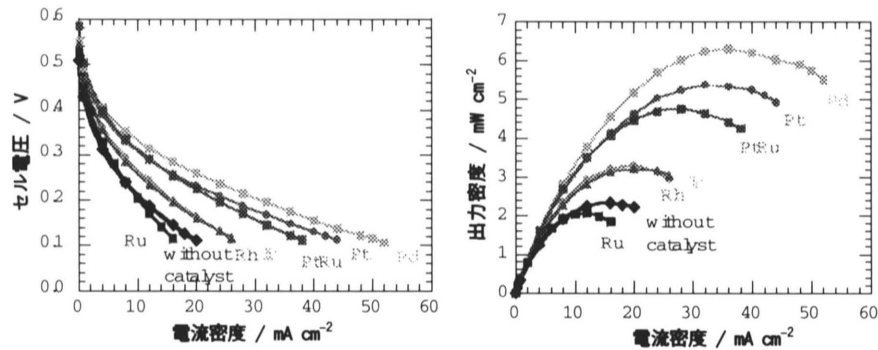 0.6
0.5
0.4
0.3
0.2
0.1
0.0
セル電圧 / V
0
10
20
30
40
50
60
電流密度 / mA cm-2
Ru
without
catalyst
Rh
Ir
PtRu
Pt
Pd
7
6
5
4
3
2
1
0
出力密度 / mW cm-2
0
10
20
30
40
50
60
電流密度 / mA cm-2
Pd
Pt
PtRu
Ir
Rh
without
catalyst
Ru